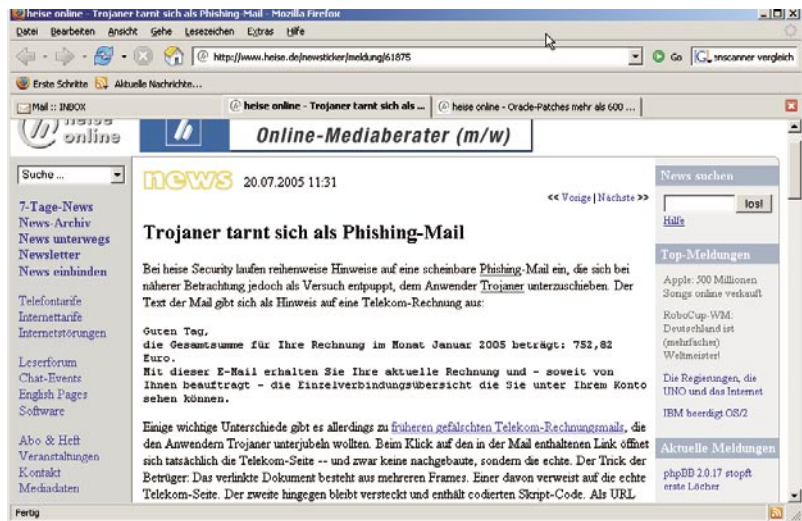 heise online - Trojaner tarnt sich als Phishing-Mail - Mozilla Firefox
Datei Bearbeiten Ansicht Gehe Lesezeichen Extras Hilfe
http://www.heise.de/newsticker/meldung/61875
Go
nscanner vergleich
Erste Schritte Aktuelle Nachrichte...
Mail :: INBOX
heise online - Trojaner tarnt sich als ...
heise online - Oracle-Patches mehr als 600 ...
heise
online
Online-Mediaberater (m/w)
Suche ...
7-Tage-News
News-Archiv
News unterwegs
Newsletter
News einbinden
Telefontarife
Internettarife
Internetstörungen
Leserforum
Chat-Events
English Pages
Software
Abo & Heft
Veranstaltungen
Kontakt
Mediadaten
news 20.07.2005 11:31
<< Vorige | Nächste >>
Trojaner tarnt sich als Phishing-Mail
Bei heise Security laufen reihenweise Hinweise auf eine scheinbare Phishing-Mail ein, die sich bei
näherer Betrachtung jedoch als Versuch entpuppt, dem Anwender Trojaner unterzuschieben. Der
Text der Mail gibt sich als Hinweis auf eine Telekom-Rechnung aus:
Guten Tag,
die Gesamtsumme für Ihre Rechnung im Monat Januar 2005 beträgt: 752,82
Euro.
Mit dieser E-Mail erhalten Sie Ihre aktuelle Rechnung und - soweit von
Ihnen beauftragt - die Einzelverbindungsübersicht die Sie unter Ihrem Konto
sehen können.
Einige wichtige Unterschiede gibt es allerdings zu früheren gefälschten Telekom-Rechnungsmails, die
den Anwendern Trojaner unterjubeln wollten. Beim Klick auf den in der Mail enthaltenen Link öffnet
sich tatsächlich die Telekom-Seite -- und zwar keine nachgebaute, sondern die echte. Der Trick der
Betrüger: Das verlinkte Dokument besteht aus mehreren Frames. Einer davon verweist auf die echte
Telekom-Seite. Der zweite hingegen bleibt versteckt und enthält codierten Skript-Code. Als URL
News suchen
los!
Hilfe
Top-Meldungen
Apple: 500 Millionen
Songs online verkauft
RoboCup-WM:
Deutschland ist
(mehrfacher)
Weltmeister!
Die Regierungen, die
UNO und das Internet
IBM beerdigt OS/2
Aktuelle Meldungen
phpBB 2.0.17 stopft
erste Löcher
Fertig